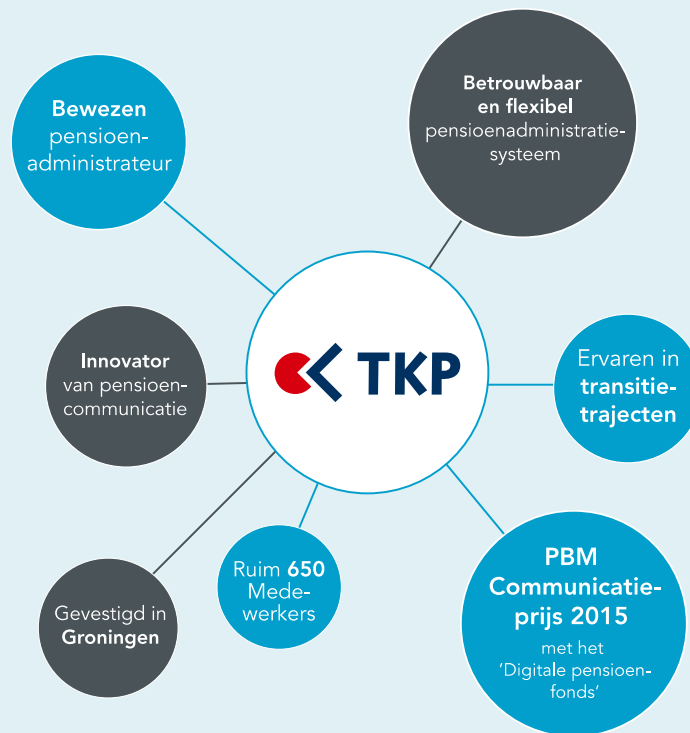 Bewezen
pensioen-
administrateur
Betrouwbaar
en flexibel
pensioenadministratie-
systeem
TKP
Innovator
van pensioen-
communicatie
Ervaren in
transitie-
trajecten
Ruim 650
Mede-
werkers
Gevestigd in
Groningen
PBM
Communicatie-
prijs 2015
met het
'Digitale pensioen-
fonds'